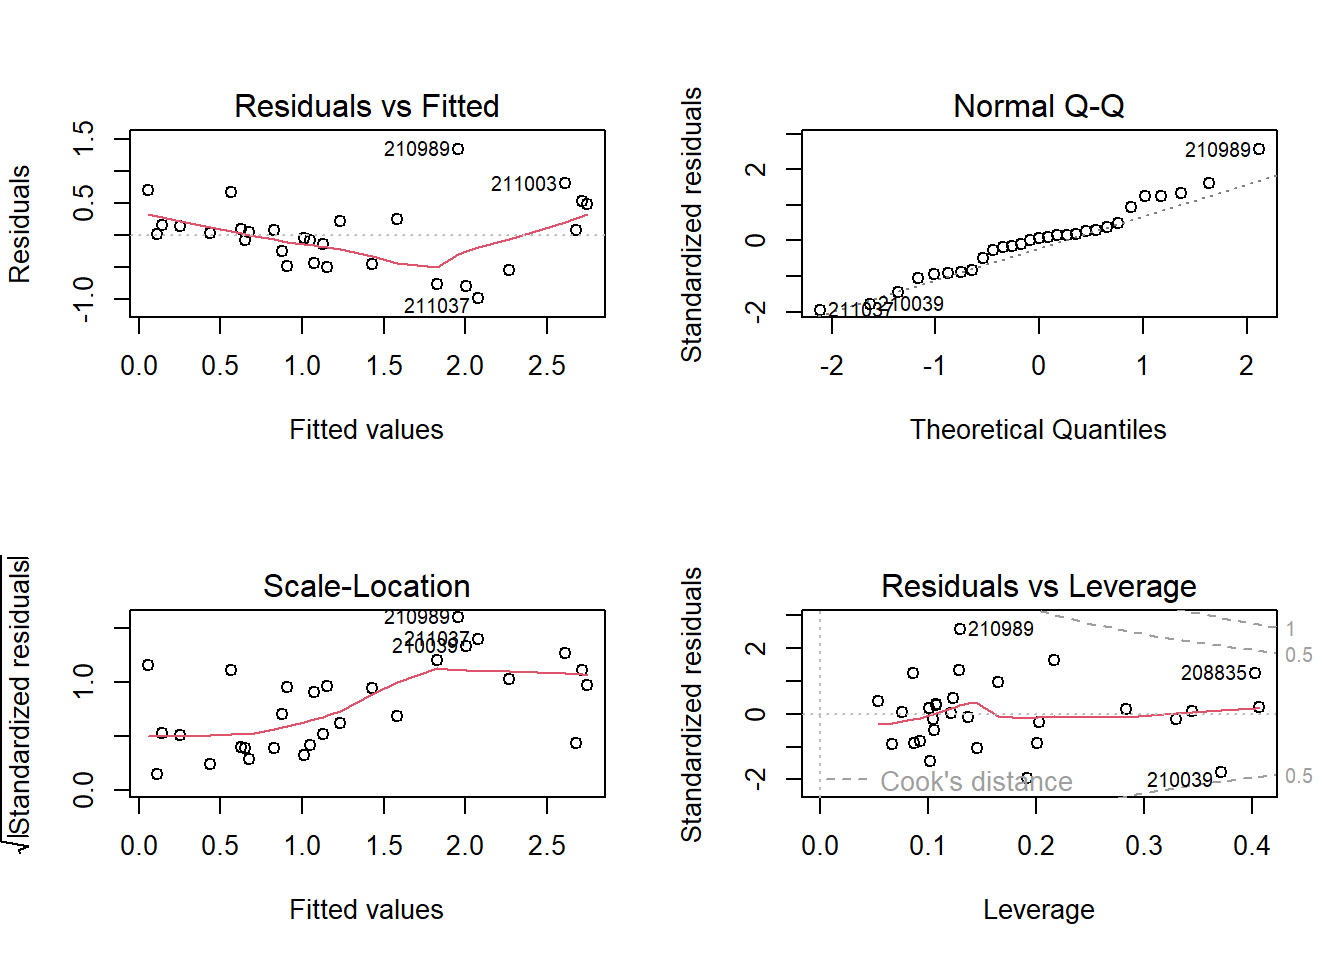 Residuals vs Fitted
Residuals
1.5
0.5
-1.0
210989
211003
211037
0.0 0.5 1.0 1.5 2.0 2.5
Fitted values
Normal Q-Q
Standardized residuals
2
0
-2
210989
211037
210039
-2 -1 0 1 2
Theoretical Quantiles
Scale-Location
√|Standardized residuals|
1.0
0.0
210989
211037
210039
0.0 0.5 1.0 1.5 2.0 2.5
Fitted values
Residuals vs Leverage
Standardized residuals
2
0
-2
210989
208835
210039
1
0.5
0.5
Cook's distance
0.0 0.1 0.2 0.3 0.4
Leverage